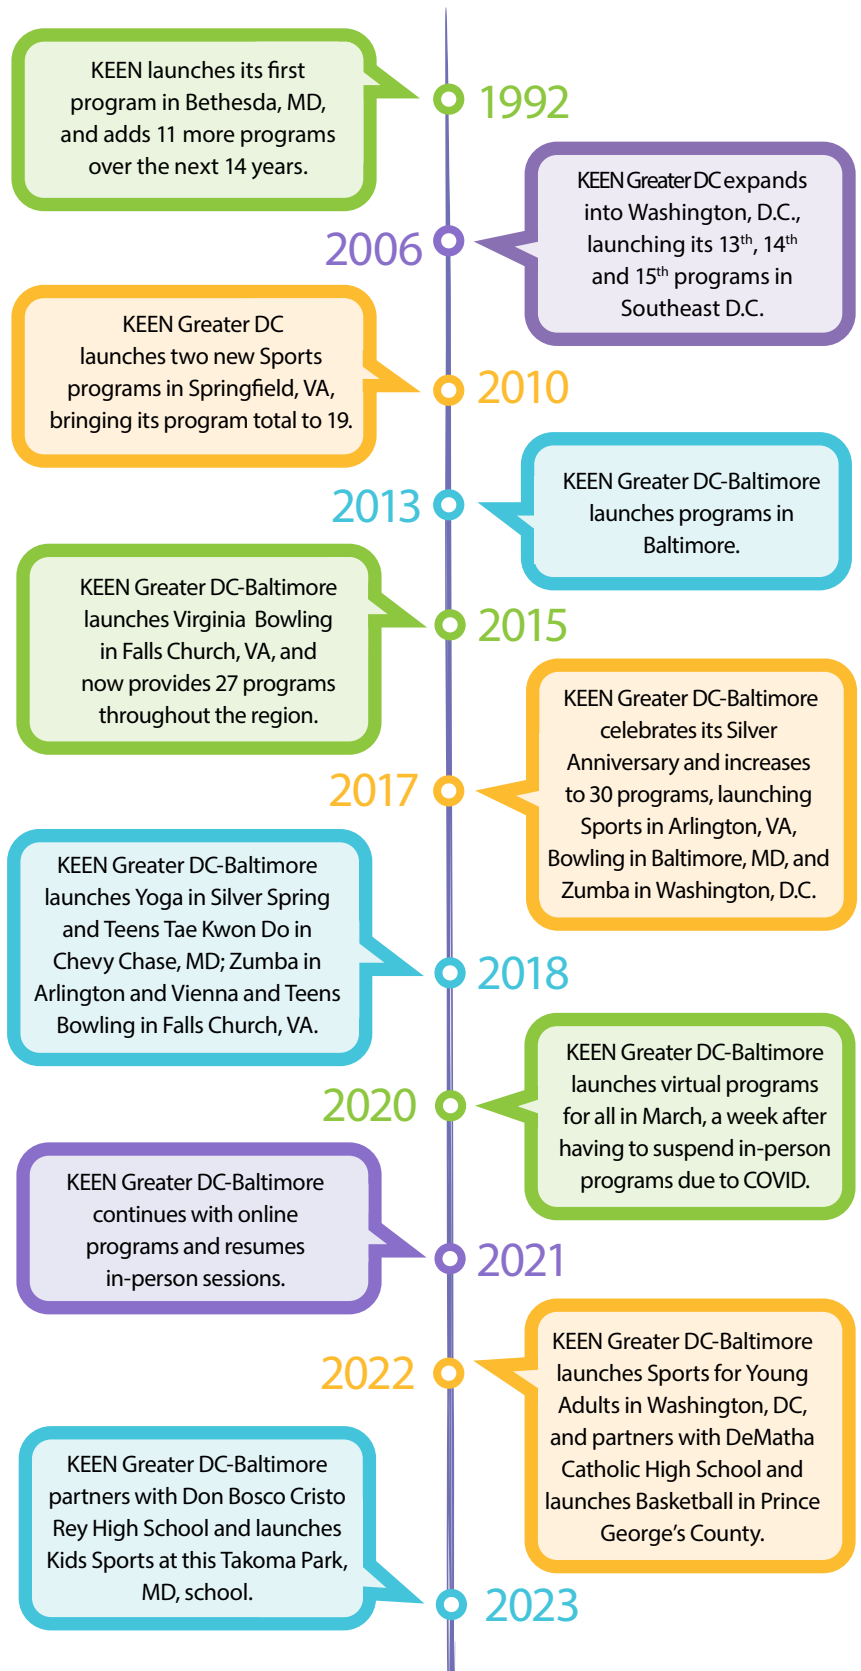 KEEN launches its first
program in Bethesda, MD,
and adds 11 more programs
over the next 14 years.
1992
KEEN Greater DC expands
into Washington, D.C.,
launching its 13th, 14th
and 15th programs in
Southeast D.C.
2006
KEEN Greater DC
launches two new Sports
programs in Springfield, VA,
bringing its program total to 19.
2010
KEEN Greater DC-Baltimore
launches programs in
Baltimore.
2013
KEEN Greater DC-Baltimore
launches Virginia Bowling
in Falls Church, VA, and
now provides 27 programs
throughout the region.
2015
KEEN Greater DC-Baltimore
celebrates its Silver
Anniversary and increases
to 30 programs, launching
Sports in Arlington, VA,
Bowling in Baltimore, MD, and
Zumba in Washington, D.C.
2017
KEEN Greater DC-Baltimore
launches Yoga in Silver Spring
and Teens Tae Kwon Do in
Chevy Chase, MD; Zumba in
Arlington and Vienna and Teens
Bowling in Falls Church, VA.
2018
KEEN Greater DC-Baltimore
launches virtual programs
for all in March, a week after
having to suspend in-person
programs due to COVID.
2020
KEEN Greater DC-Baltimore
continues with online
programs and resumes
in-person sessions.
2021
KEEN Greater DC-Baltimore
launches Sports for Young
Adults in Washington, DC,
and partners with DeMatha
Catholic High School and
launches Basketball in Prince
George's County.
2022
KEEN Greater DC-Baltimore
partners with Don Bosco Cristo
Rey High School and launches
Kids Sports at this Takoma Park,
MD, school.
2023